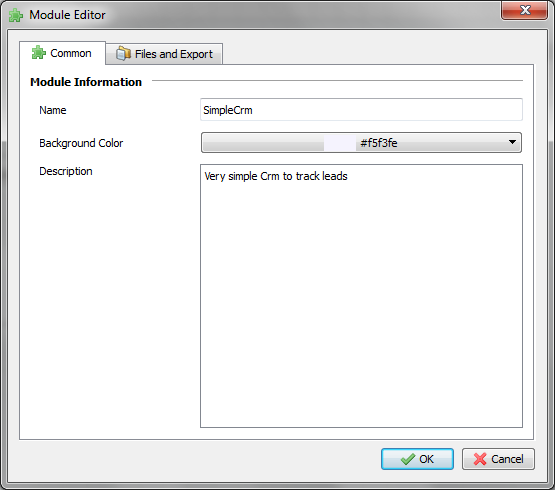 Module Editor
Common
Files and Export
Module Information
Name
SimpleCrm
Background Color
#f5f3fe
Description
Very simple Crm to track leads
OK
Cancel